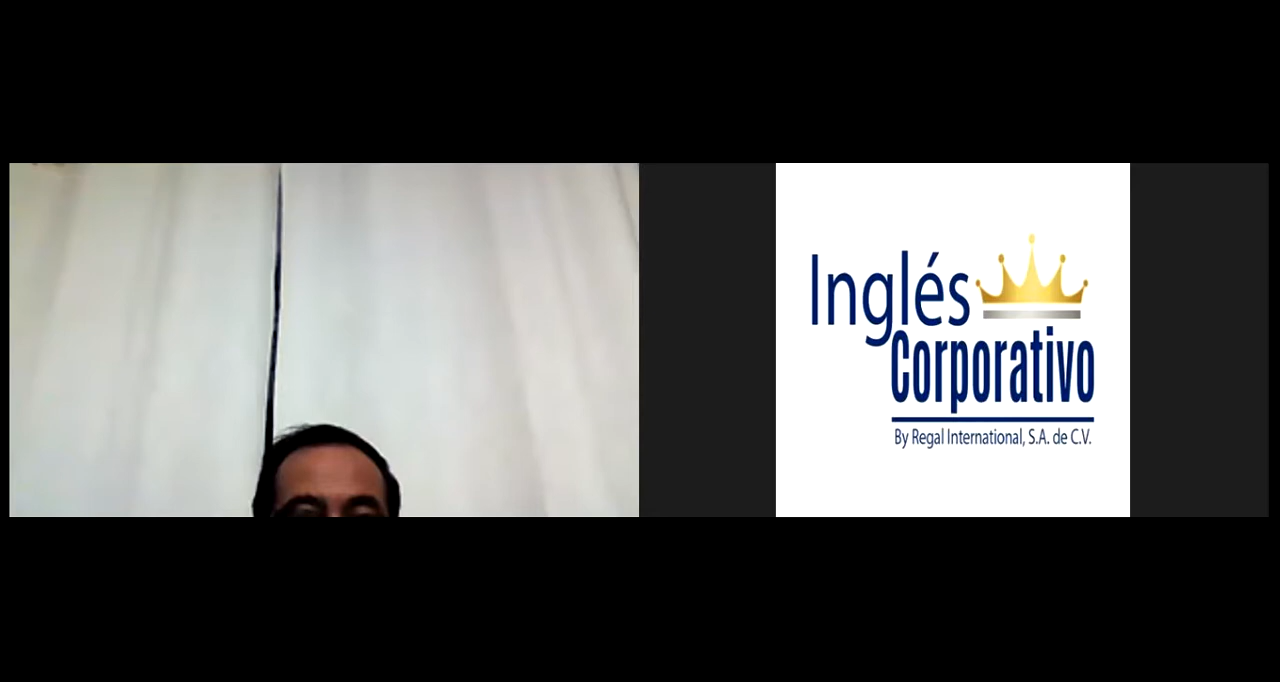 Inglés
Corporativo
By Regal International, S.A. de C.V.